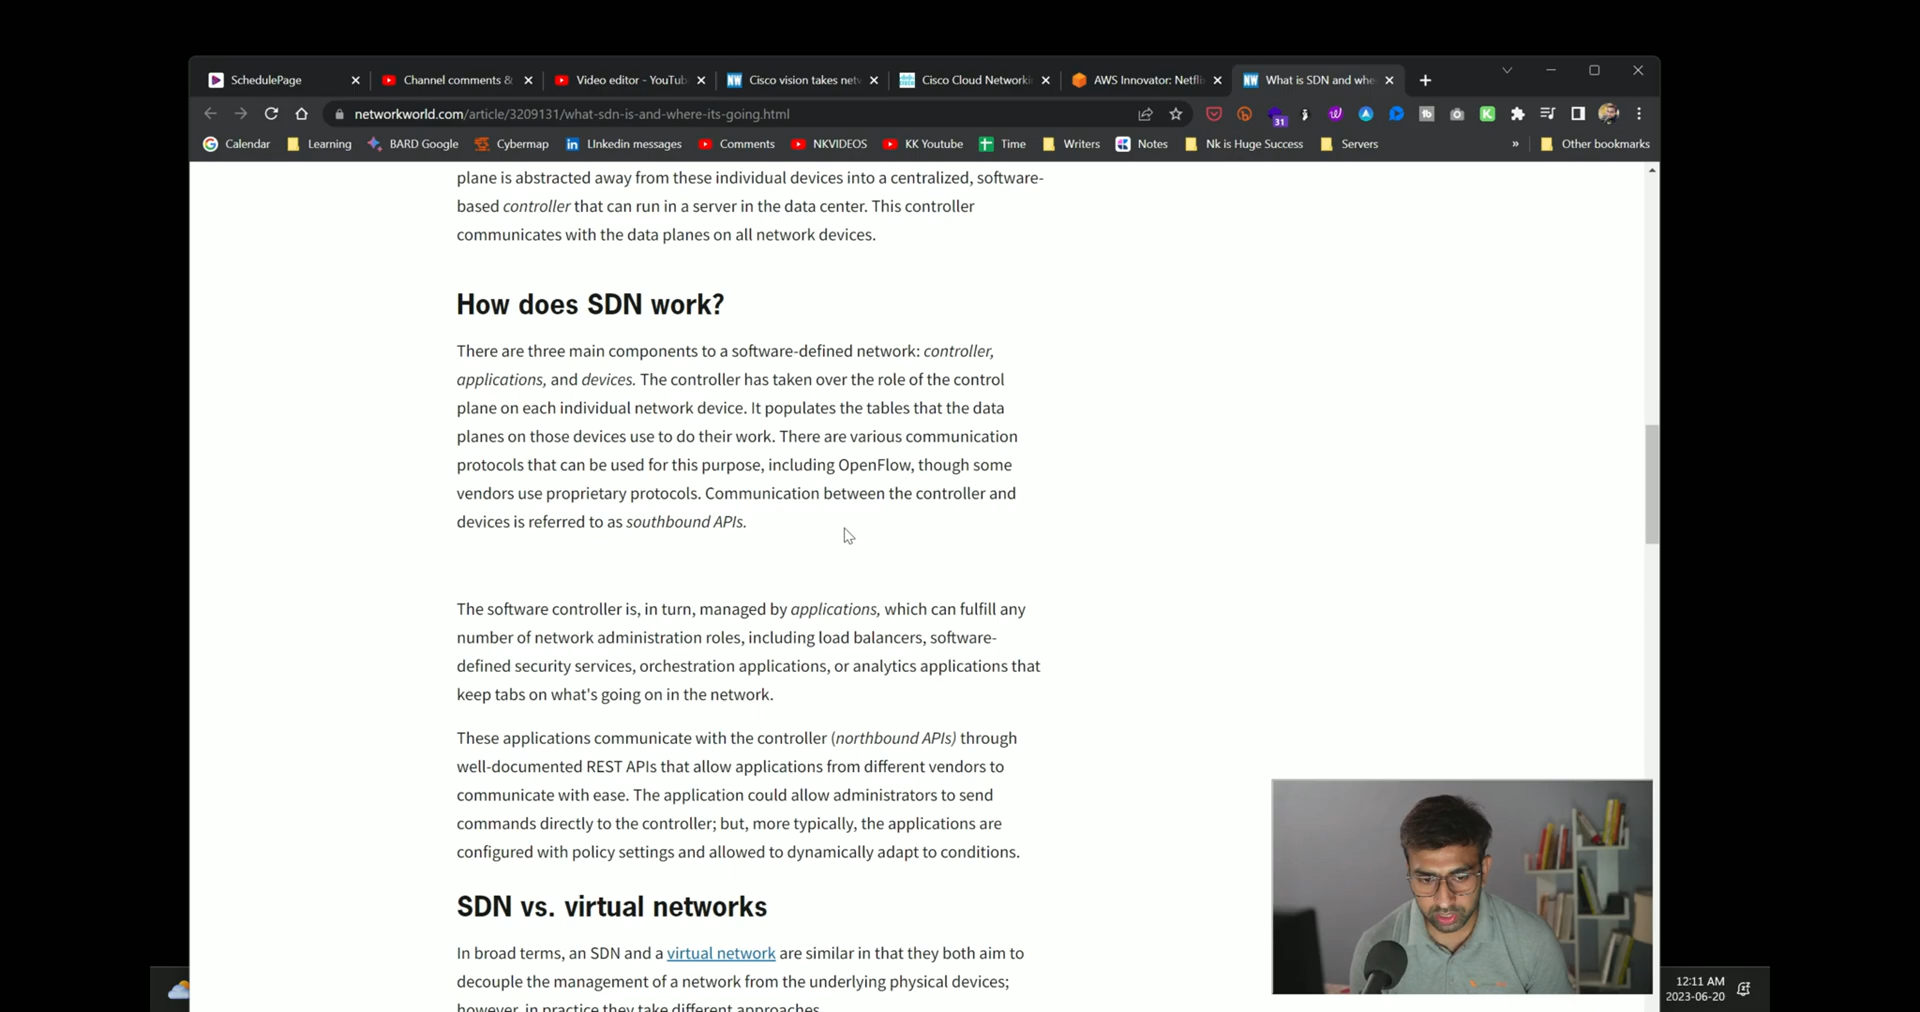 SchedulePage
Channel comments &
Video editor - YouTub
Cisco vision takes net
Cisco Cloud Network
AWS Innovator: Netfli
What is SDN and whe
networkworld.com/article/3209131/what-sdn-is-and-where-its-going.html
31
Calendar
Learning
BARD Google
Cybermap
LInkedin messages
Comments
NKVIDEOS
KK Youtube
Time
Writers
Notes
Nk is Huge Success
Servers
»
Other bookmarks
plane is abstracted away from these individual devices into a centralized, software-
based controller that can run in a server in the data center. This controller
communicates with the data planes on all network devices.
How does SDN work?
There are three main components to a software-defined network: controller,
applications, and devices. The controller has taken over the role of the control
plane on each individual network device. It populates the tables that the data
planes on those devices use to do their work. There are various communication
protocols that can be used for this purpose, including OpenFlow, though some
vendors use proprietary protocols. Communication between the controller and
devices is referred to as southbound APIs.
The software controller is, in turn, managed by applications, which can fulfill any
number of network administration roles, including load balancers, software-
defined security services, orchestration applications, or analytics applications that
keep tabs on what's going on in the network.
These applications communicate with the controller (northbound APIs) through
well-documented REST APIs that allow applications from different vendors to
communicate with ease. The application could allow administrators to send
commands directly to the controller; but, more typically, the applications are
configured with policy settings and allowed to dynamically adapt to conditions.
SDN vs. virtual networks
In broad terms, an SDN and a virtual network are similar in that they both aim to
decouple the management of a network from the underlying physical devices;
however, in practice they take different approaches.
12:11 AM
2023-06-20